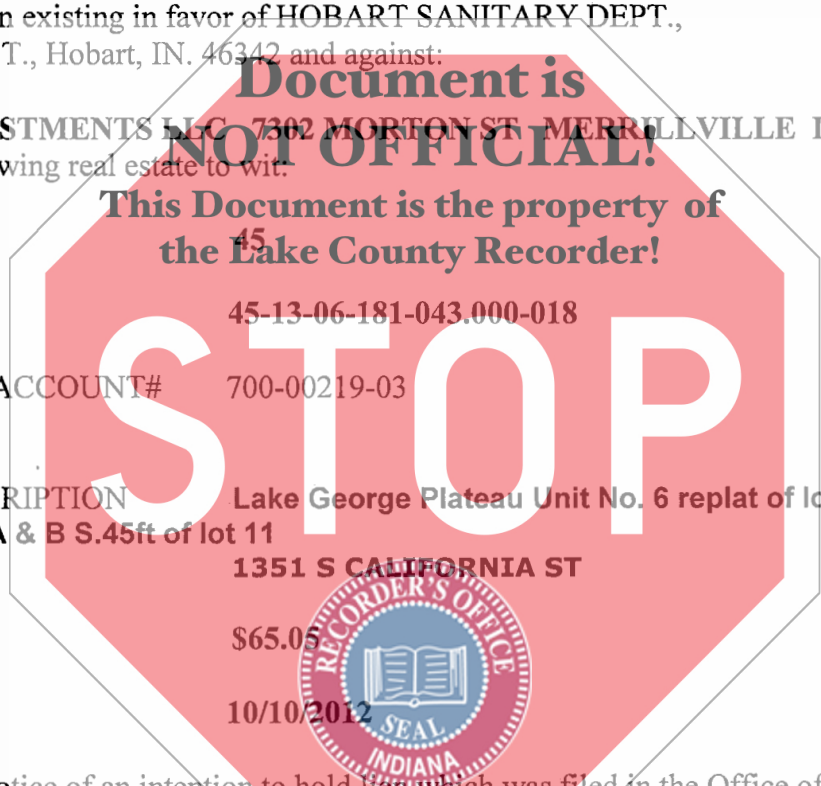 n existing in favor of HOBART SANITARY DEPT.,
T., Hobart, IN. 46342 and against:
Document is
STMENTS LLC 7302 MORTON ST MERRILLVILLE
NOT OFFICIAL!
wing real estate to wit:
This Document is the property of
45
the Lake County Recorder!
45-13-06-181-043.000-018
STOP
ACCOUNT# 700-00219-03
RIPTION Lake George Plateau Unit No. 6 replat of lo
A & B S.45ft of lot 11
1351 S CALIFORNIA ST
$65.05
10/10/2012
RECORDER'S OFFICE
SEAL
INDIANA
otice of an intention to hold lien which was filed in the Office of